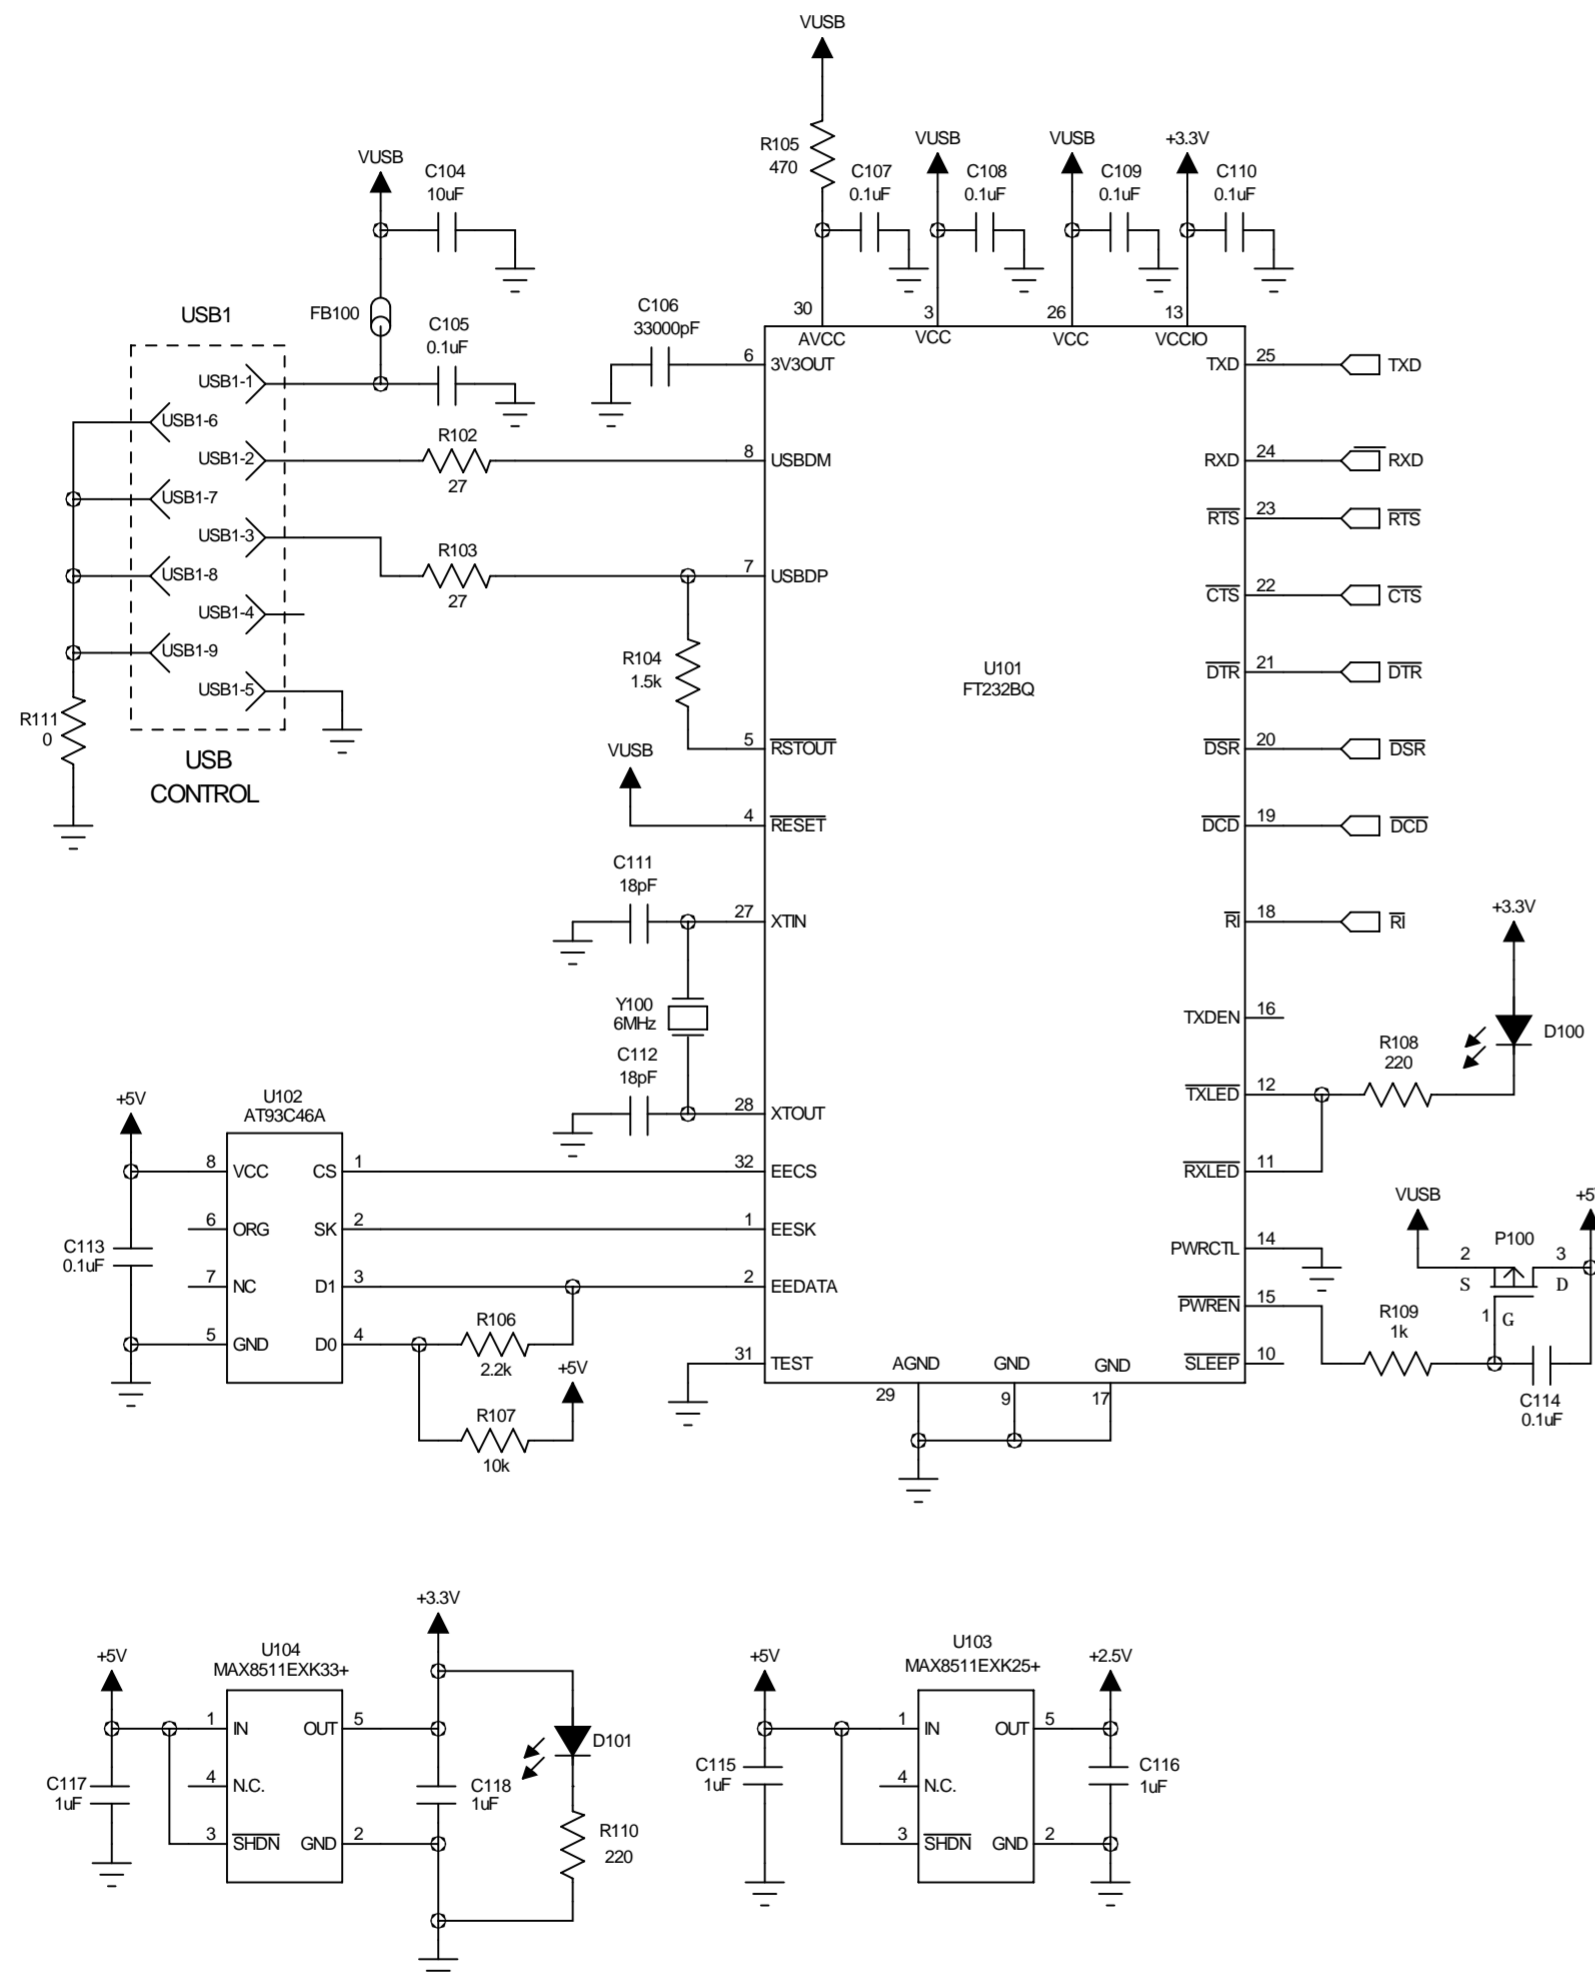 VUSB
R105
470
VUSB
C104
10uF
C107
0.1uF
VUSB
C108
0.1uF
VUSB
C109
0.1uF
+3.3V
C110
0.1uF
USB1
FB100
C105
0.1uF
C106
33000pF
30
3
26
13
AVCC
VCC
VCC
VCCIO
USB1-1
USB1-6
USB1-2
USB1-7
USB1-3
USB1-8
USB1-4
USB1-9
USB1-5
R111
0
USB
CONTROL
R102
27
R103
27
R104
1.5k
VUSB
6 3V3OUT
8 USBDM
7 USBDP
5 RSTOUT
4 RESET
U101
FT232BQ
TXD 25 TXD
RXD 24 RXD
RTS 23 RTS
CTS 22 CTS
DTR 21 DTR
DSR 20 DSR
DCD 19 DCD
RI 18 RI
C111
18pF
27 XTIN
Y100
6MHz
C112
18pF
28 XTOUT
TXDEN 16
+3.3V
D100
R108
220
TXLED 12
RXLED 11
+5V
U102
AT93C46A
8 VCC CS 1
32 EECS
6 ORG SK 2
1 EESK
C113
0.1uF
7 NC D1 3
2 EEDATA
5 GND D0 4
R106
2.2k
+5V
R107
10k
31 TEST
AGND
GND
GND
29
9
17
PWRCTL 14
PWREN 15
SLEEP 10
VUSB
P100
2
3
S
D
1 G
R109
1k
C114
0.1uF
+3.3V
+5V
U104
MAX8511EXK33+
1 IN OUT 5
4 N.C.
3 SHDN GND 2
C117
1uF
C118
1uF
D101
R110
220
+5V
U103
MAX8511EXK25+
+2.5V
1 IN OUT 5
4 N.C.
3 SHDN GND 2
C115
1uF
C116
1uF